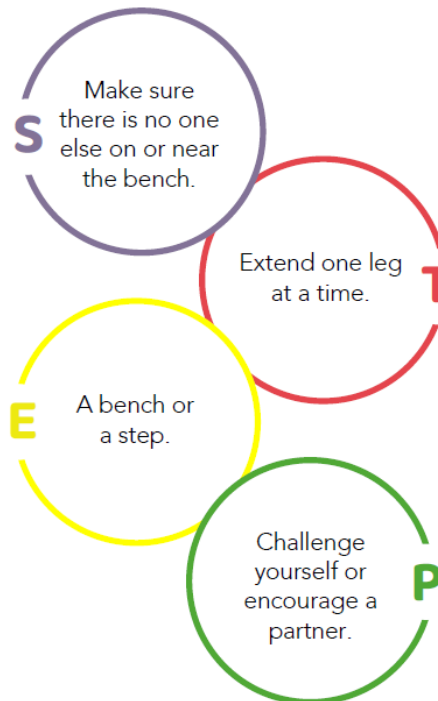 S
Make sure
there is no one
else on or near
the bench.
Extend one leg
at a time.
T
E
A bench or
a step.
Challenge
yourself or
encourage a
partner.
P